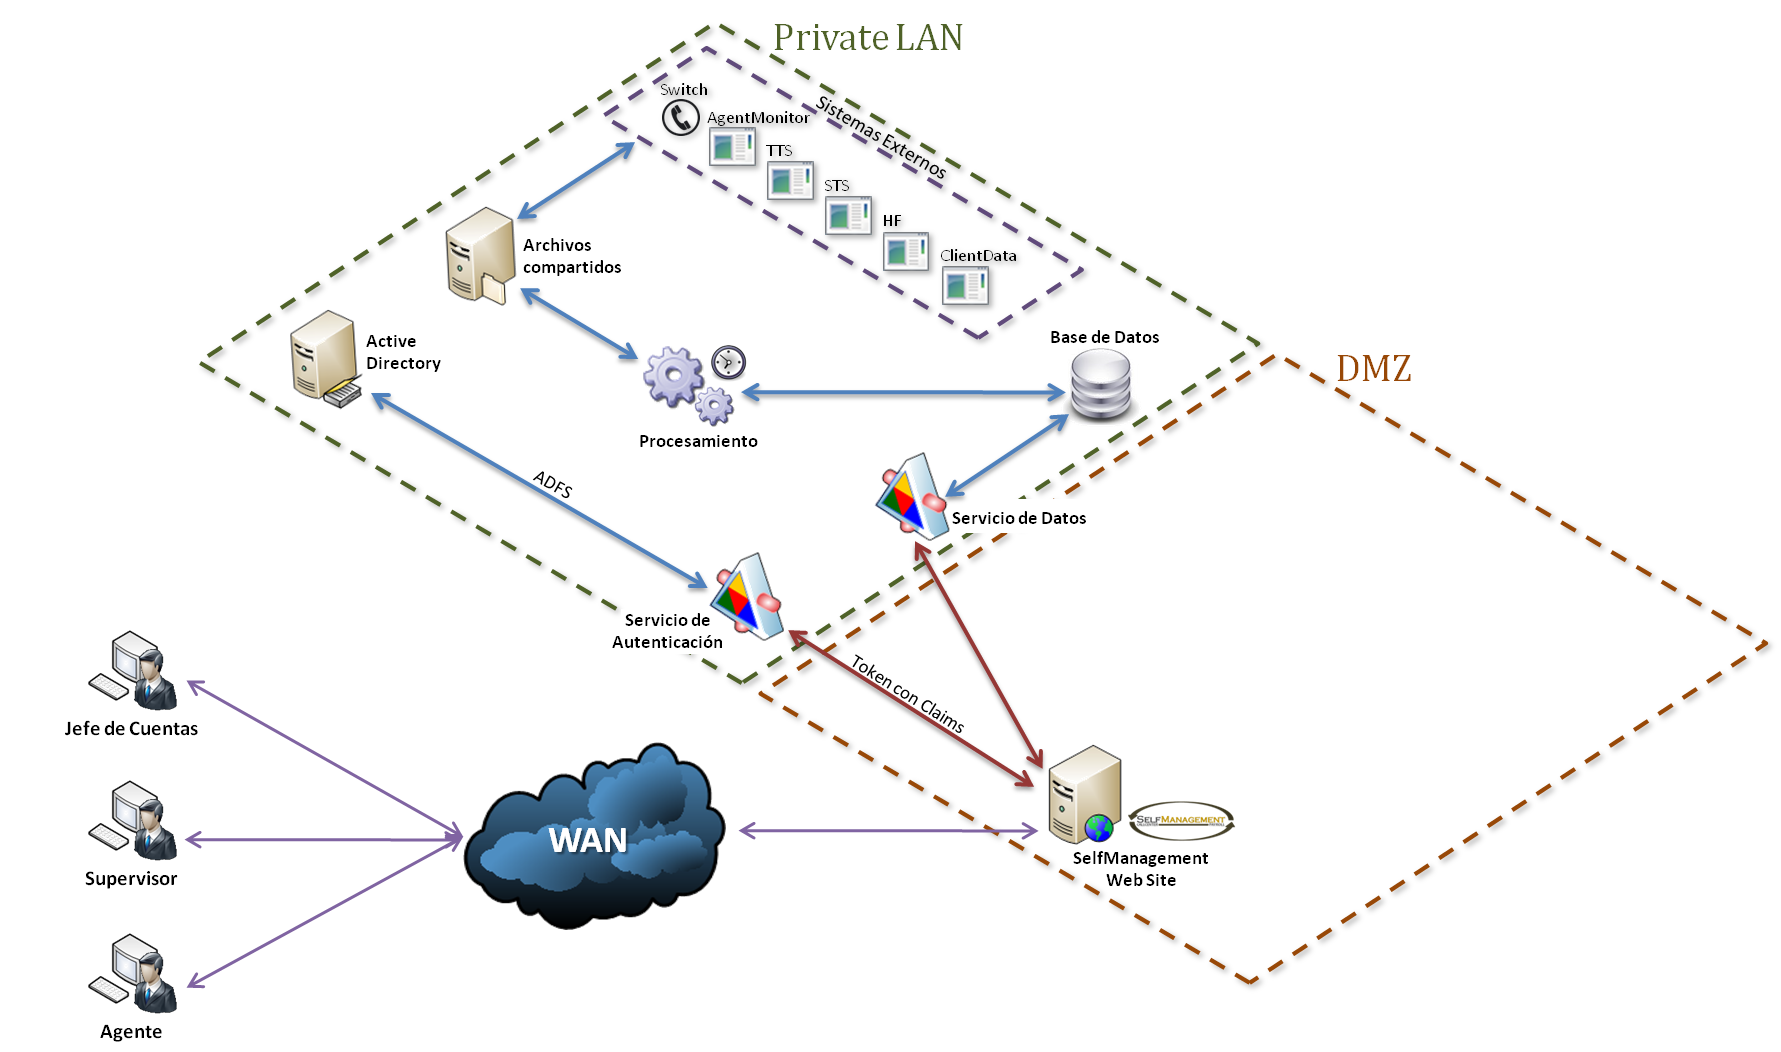 Private LAN
Switch
AgentMonitor
TTS
STS
HF
ClientData
Sistemas Externos
Archivos
compartidos
Active
Directory
Base de Datos
DMZ
Procesamiento
ADFS
Servicio de Datos
Servicio de
Autenticación
Token con Claims
Jefe de Cuentas
Supervisor
Agente
WAN
SELFMANAGEMENT
SelfManagement
Web Site